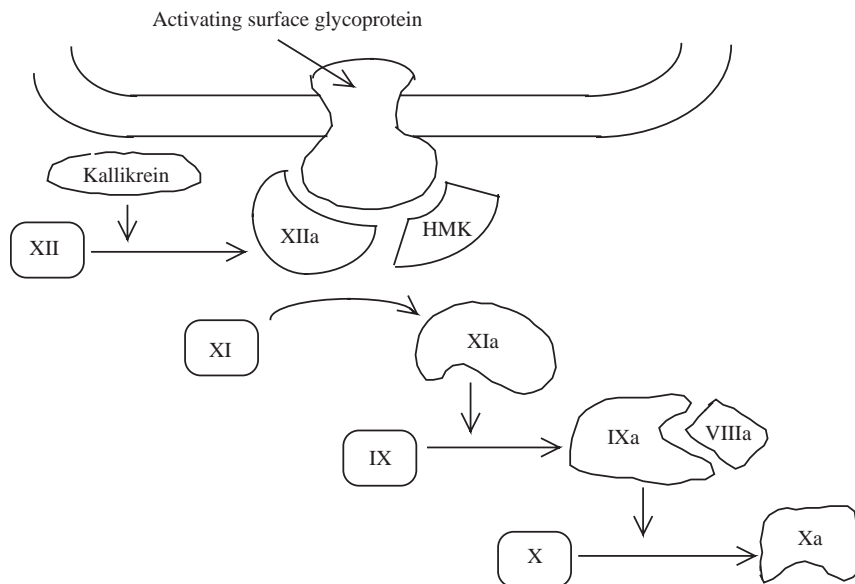 Activating surface glycoprotein
Kallikrein
XII
XIIa
HMK
XI
XIa
IX
IXa
VIIIa
X
Xa